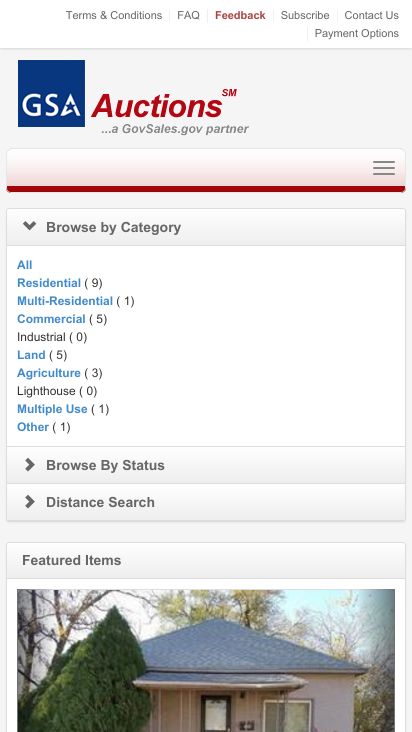 Terms & Conditions FAQ Feedback Subscribe Contact Us
Payment Options
GSA Auctions SM
...a GovSales.gov partner
Browse by Category
All
Residential ( 9)
Multi-Residential ( 1)
Commercial ( 5)
Industrial ( 0)
Land ( 5)
Agriculture ( 3)
Lighthouse ( 0)
Multiple Use ( 1)
Other ( 1)
Browse By Status
Distance Search
Featured Items